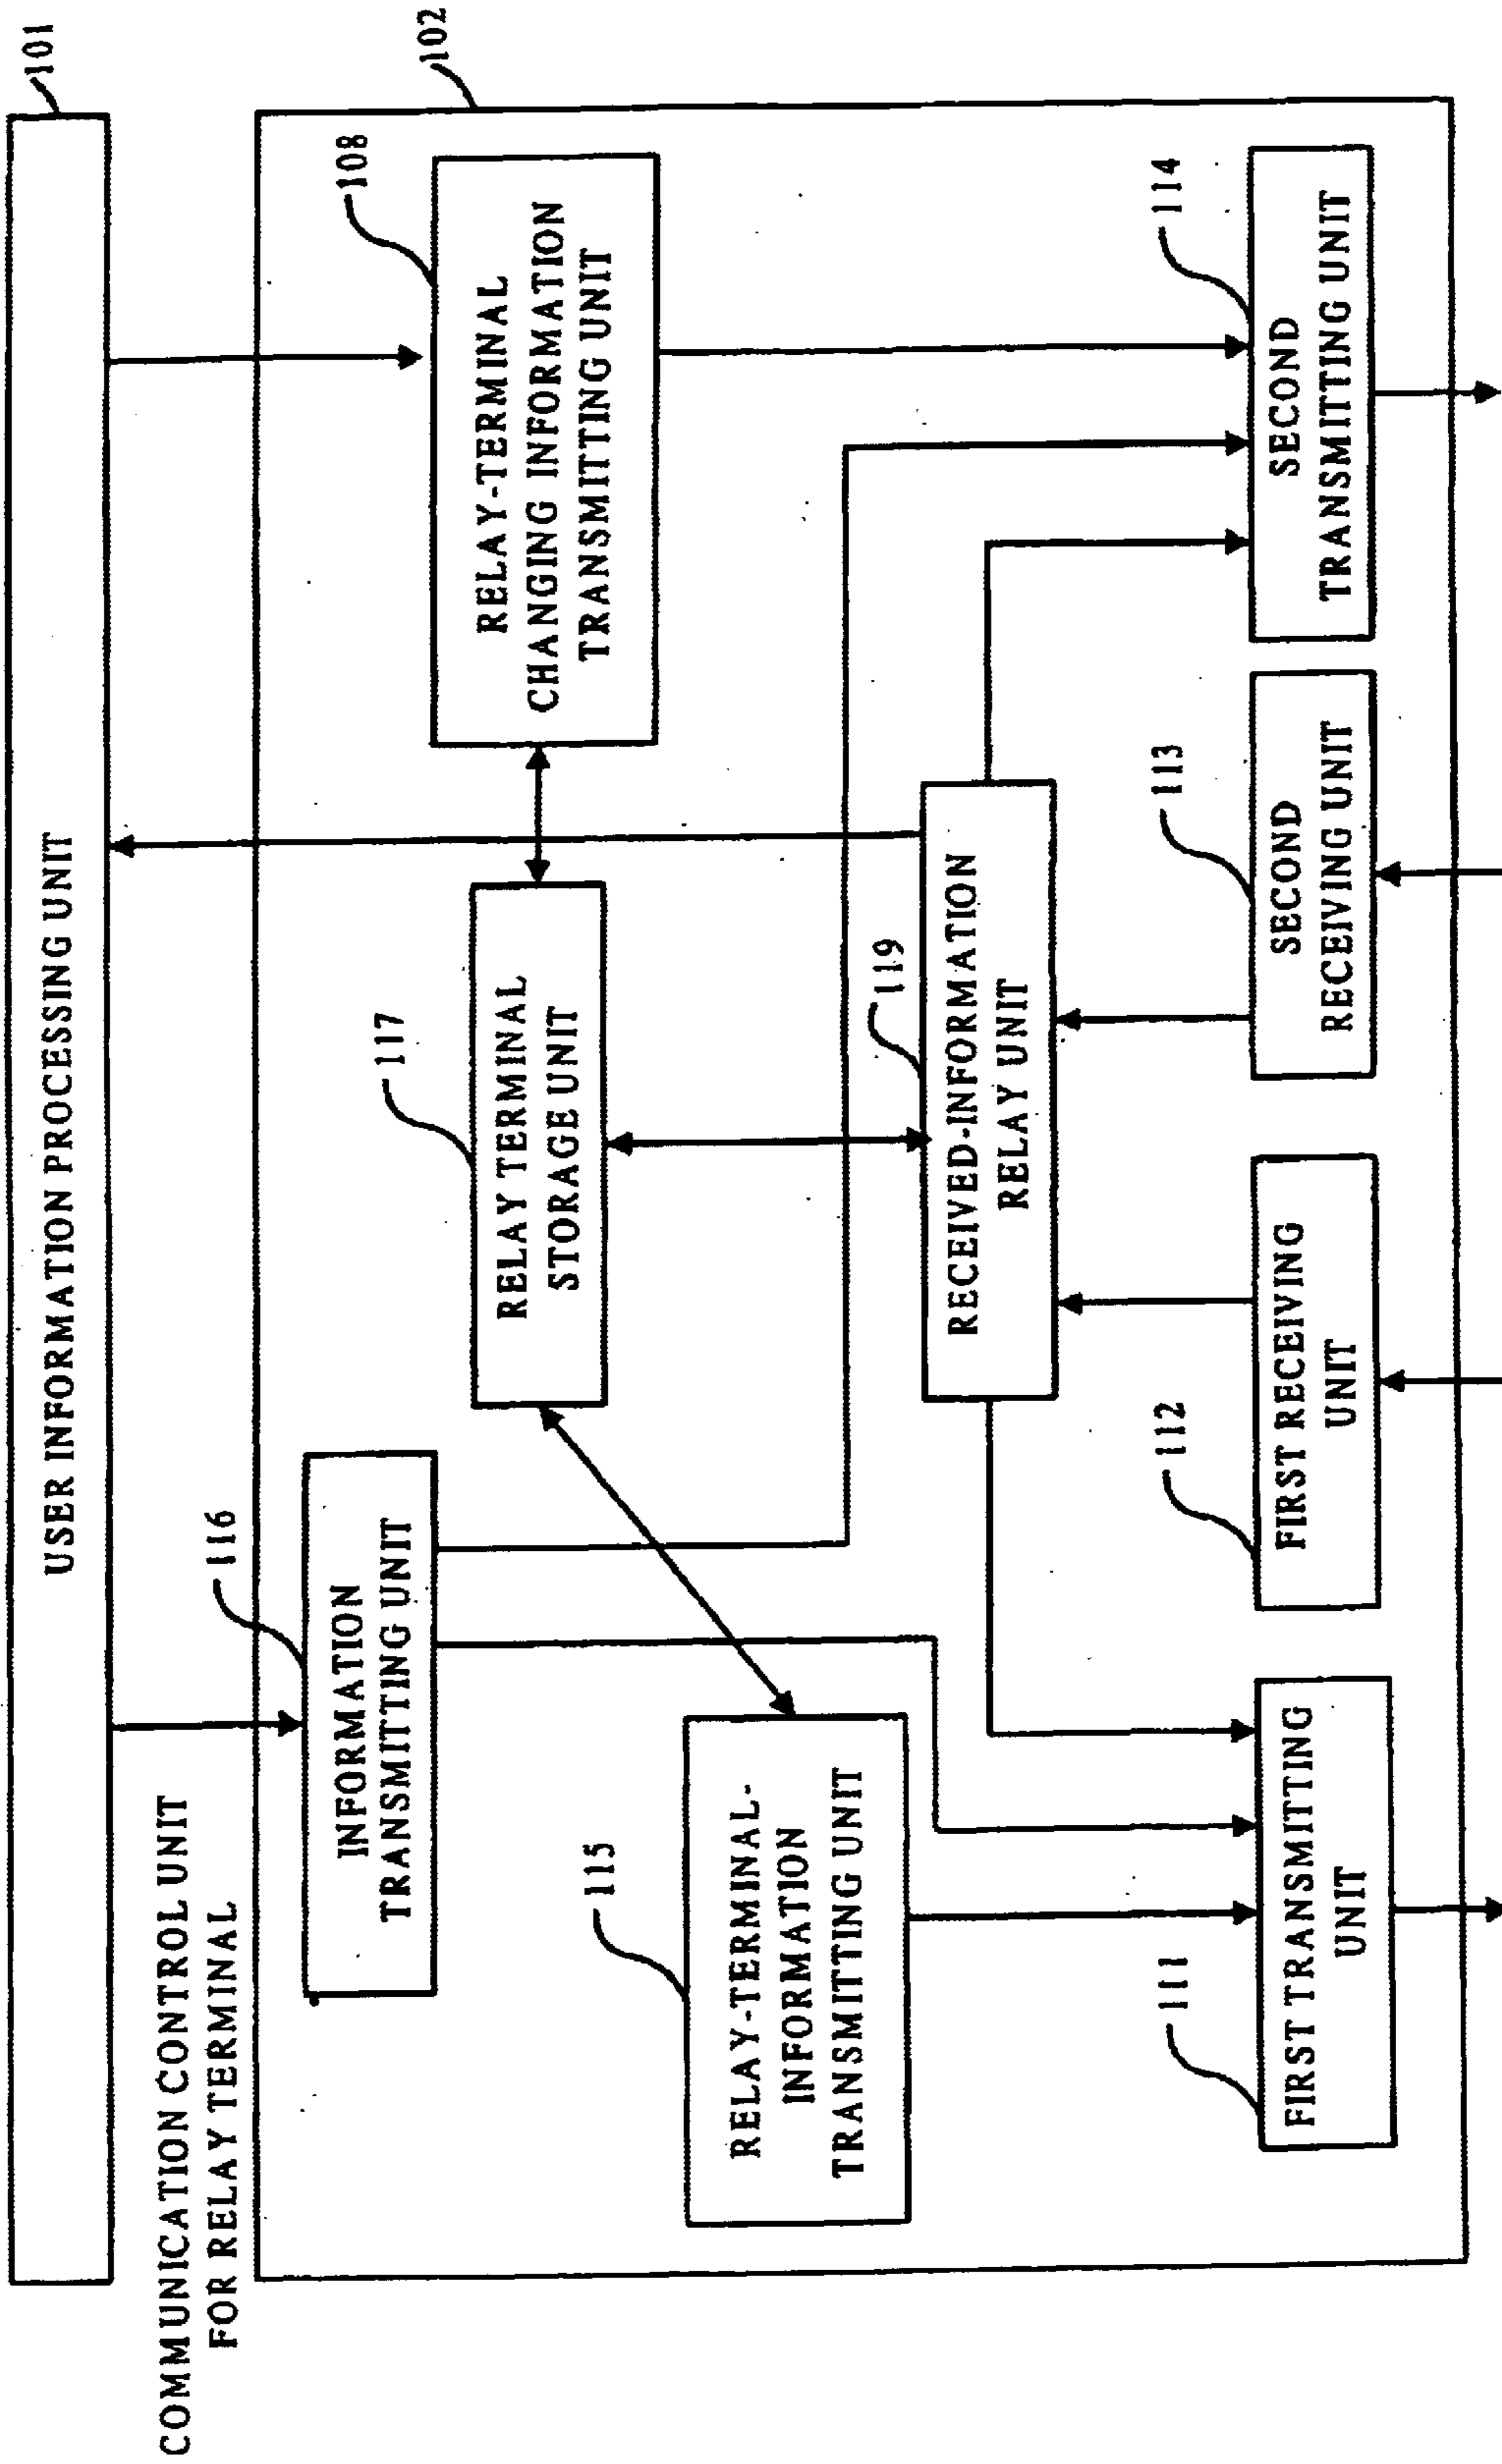 101
USER INFORMATION PROCESSING UNIT
COMMUNICATION CONTROL UNIT
FOR RELAY TERMINAL
102
116
INFORMATION
TRANSMITTING UNIT
117
RELAY TERMINAL
STORAGE UNIT
108
RELAY-TERMINAL
CHANGING INFORMATION
TRANSMITTING UNIT
115
RELAY-TERMINAL-
INFORMATION
TRANSMITTING UNIT
119
RECEIVED-INFORMATION
RELAY UNIT
111
FIRST TRANSMITTING
UNIT
112
FIRST RECEIVING
UNIT
113
SECOND
RECEIVING UNIT
114
SECOND
TRANSMITTING UNIT